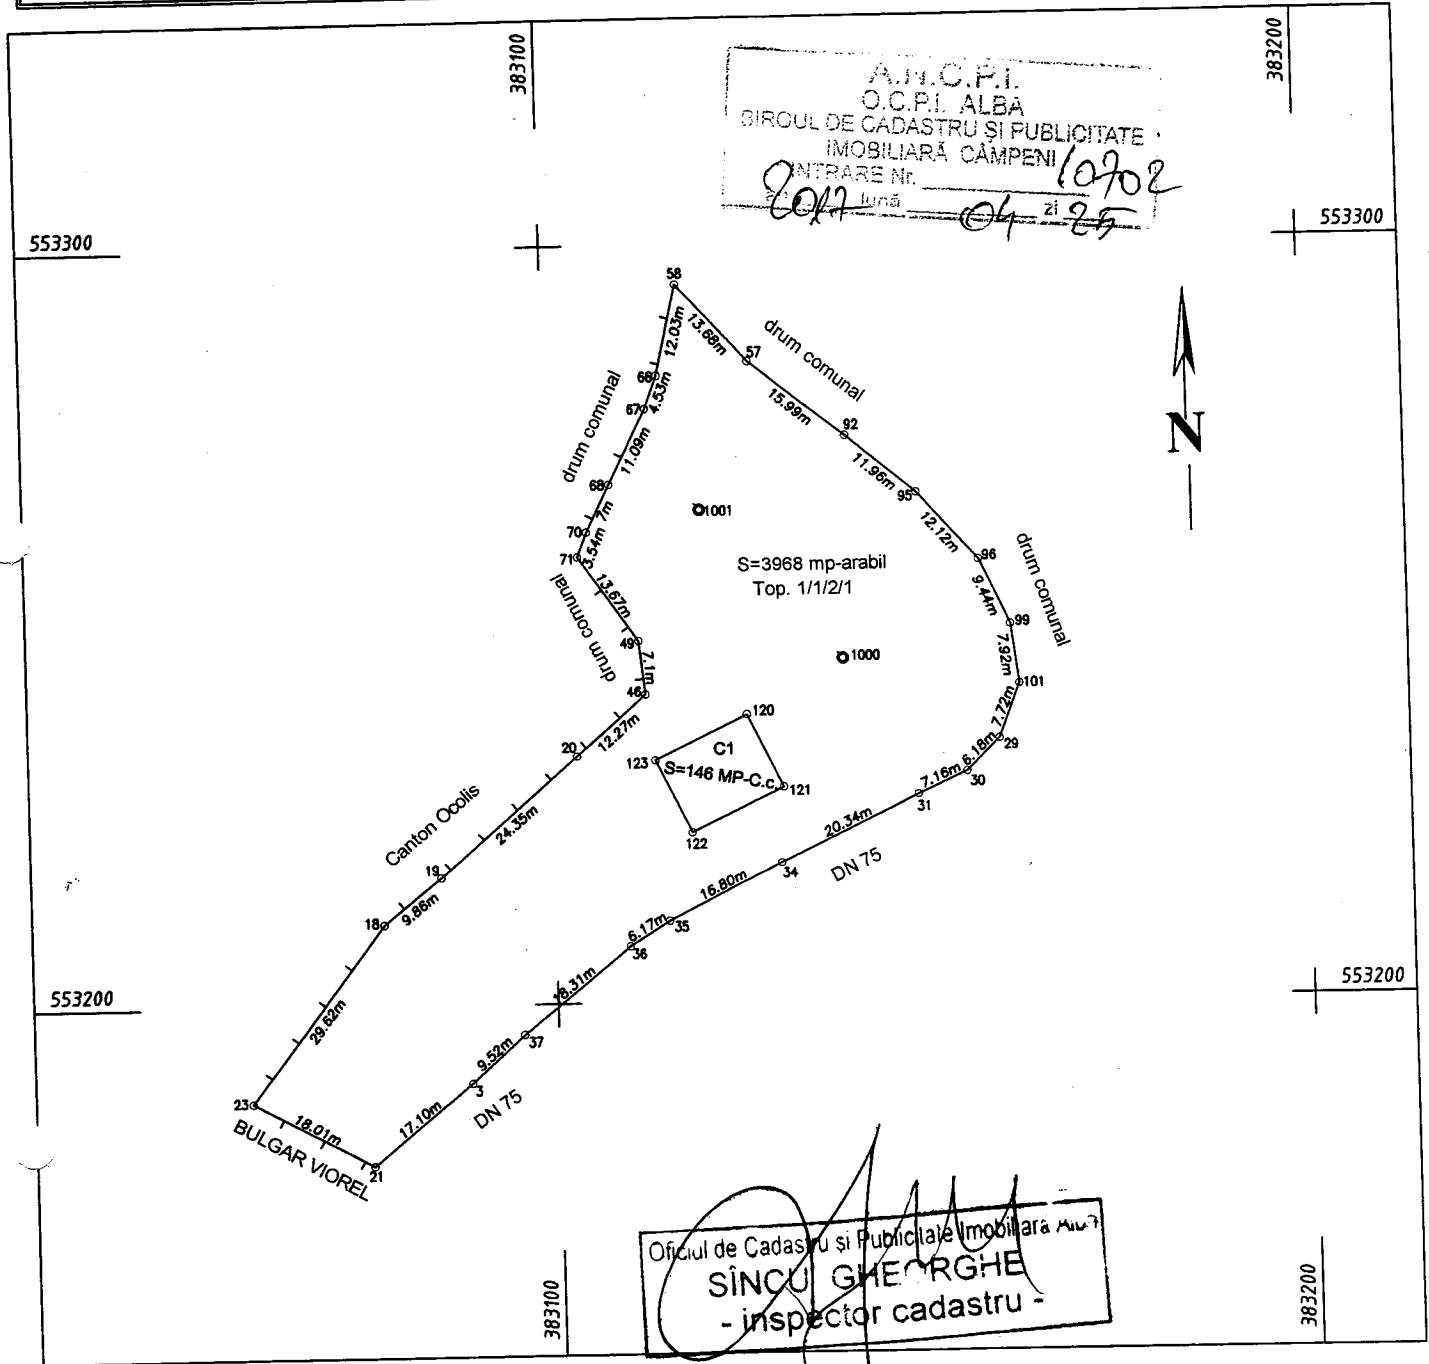 383100
383200
A.N.C.P.I.
O.C.P.I. ALBA
BIROUL DE CADASTRU ȘI PUBLICITATE
IMOBILIARĂ CÂMPENI
INTRARE Nr. 10702
2017 luna 04 zi 25
553300
553300
58
12.03m
13.68m
57
drum comunal
66
4.53m
67
drum comunal
15.99m
92
11.09m
11.96m
68
95
1001
7m
70
3.54m
71
12.12m
96
drum comunal
S=3968 mp-arabil
Top. 1/1/2/1
13.67m
drum comunal
9.44m
99
49
7.1m
1000
7.92m
46
101
12.27m
120
7.72m
20
C1
29
123
S=146 MP-C.c.
6.18m
30
121
7.16m
31
Canton Ocolis
24.35m
122
20.34m
34
DN 75
19
16.80m
9.86m
18
6.17m
35
36
553200
553200
18.31m
29.62m
37
9.52m
3
DN 75
23
17.10m
18.01m
BULGAR VIOREL
21
N
Oficiul de Cadastru și Publicitate Imobiliară
SÎNCU GHEORGHE
- inspector cadastru -
383100
383200